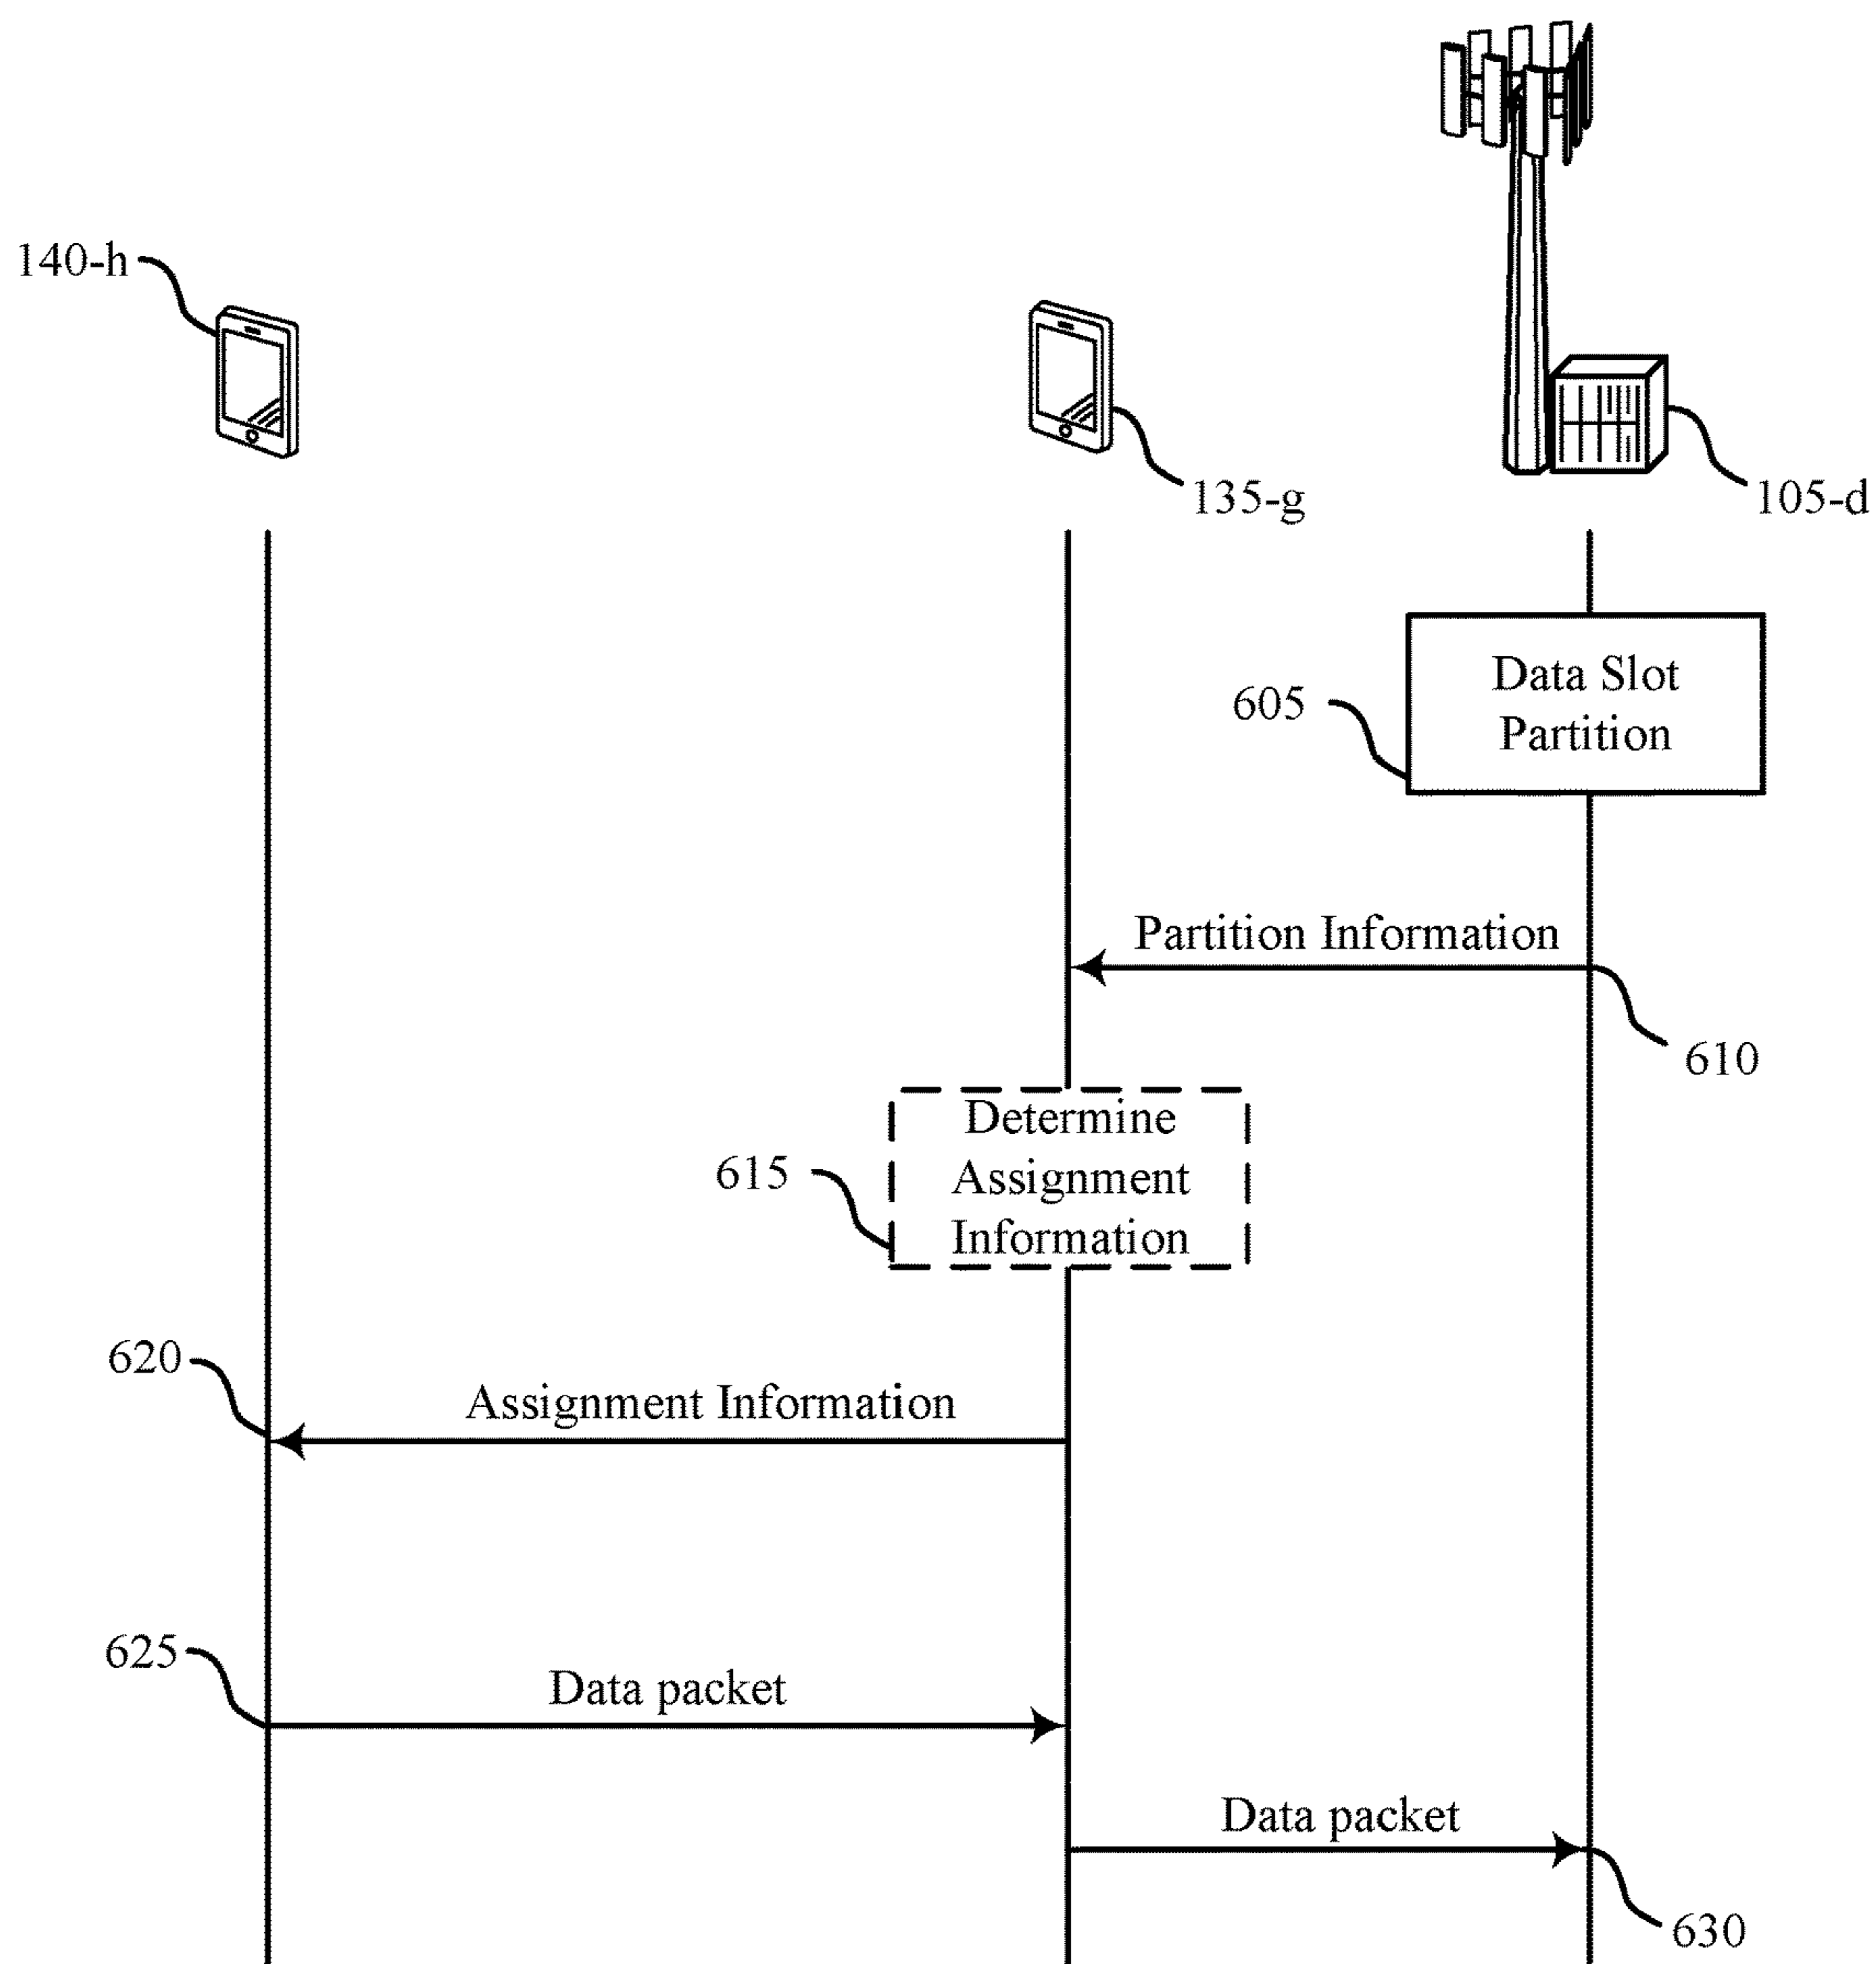 140-h
135-g
105-d
Data Slot
Partition
605
Partition Information
610
Determine
Assignment
Information
615
620
Assignment Information
625
Data packet
Data packet
630